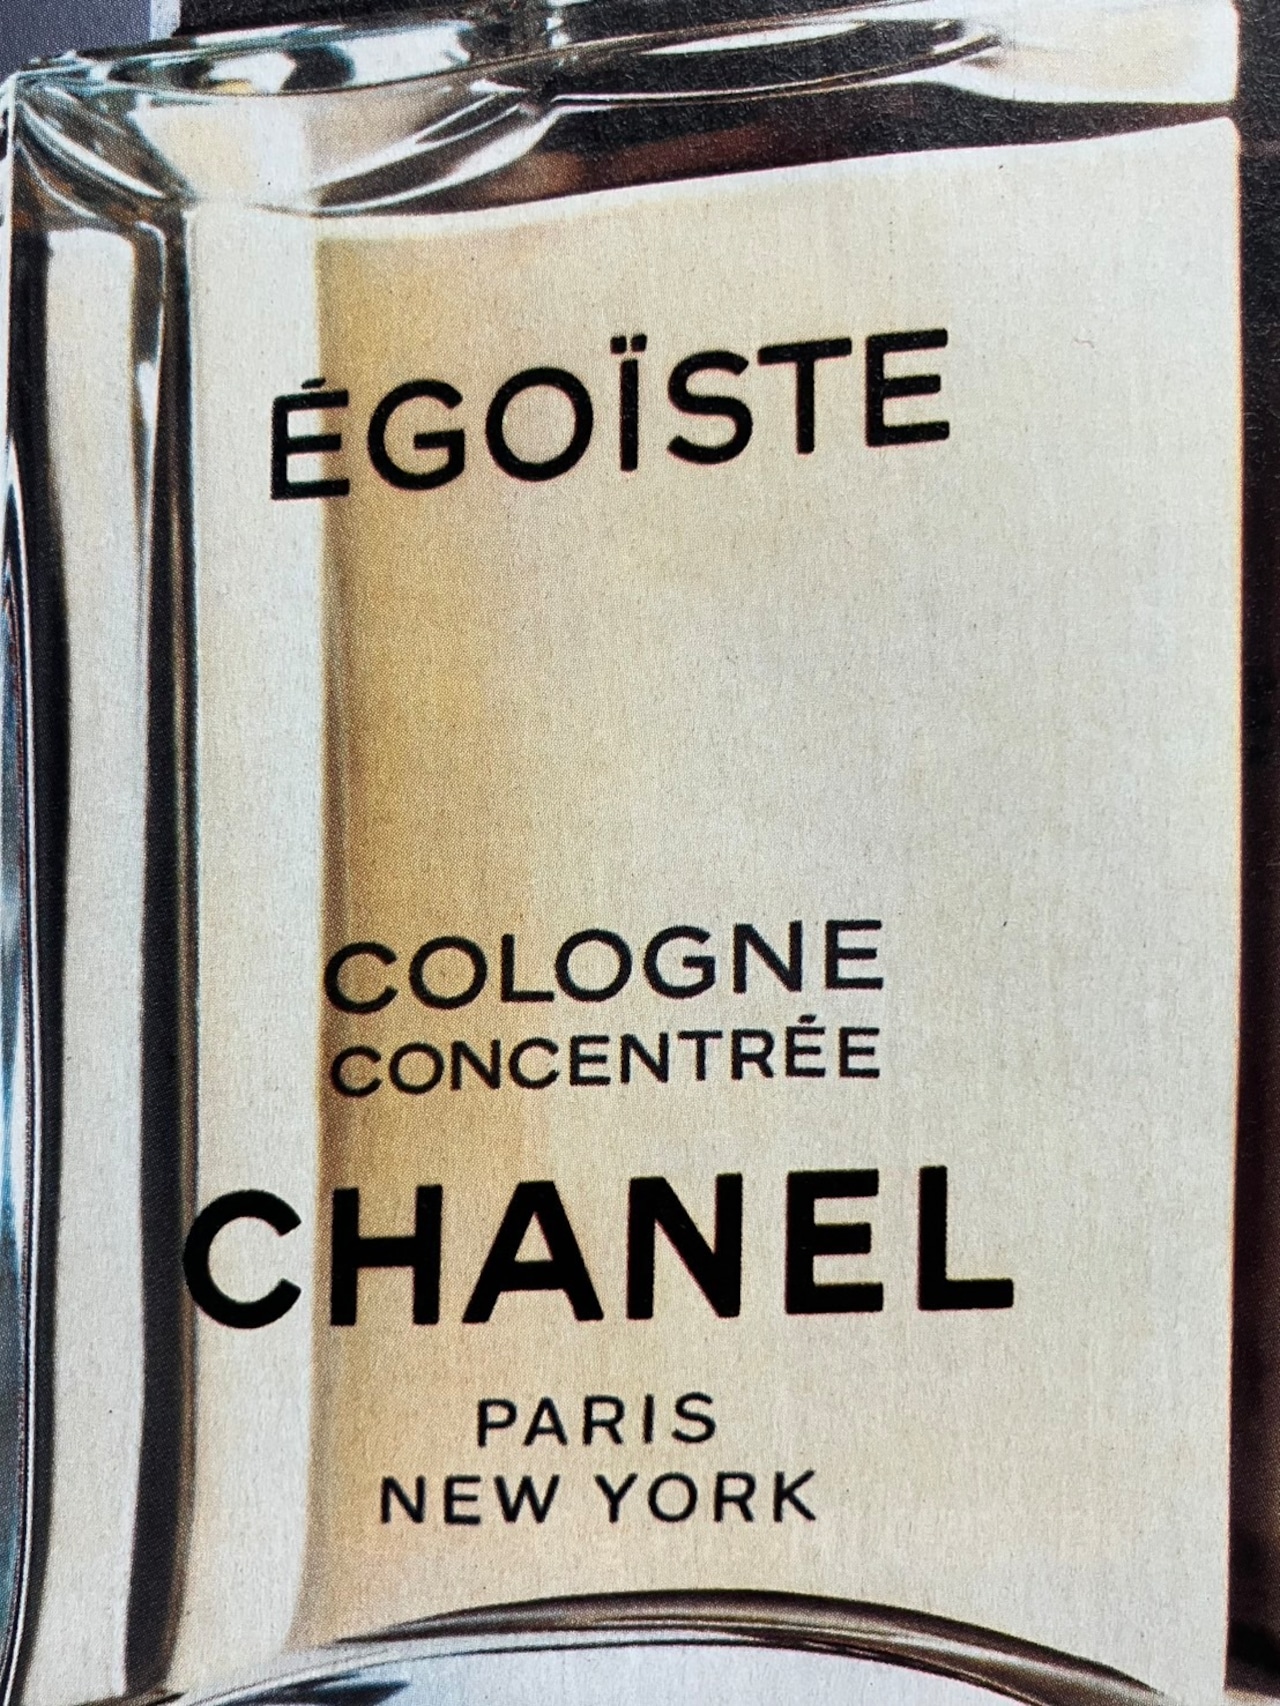 ÉGOÏSTE
COLOGNE
CONCENTRÉE
CHANEL
PARIS
NEW YORK